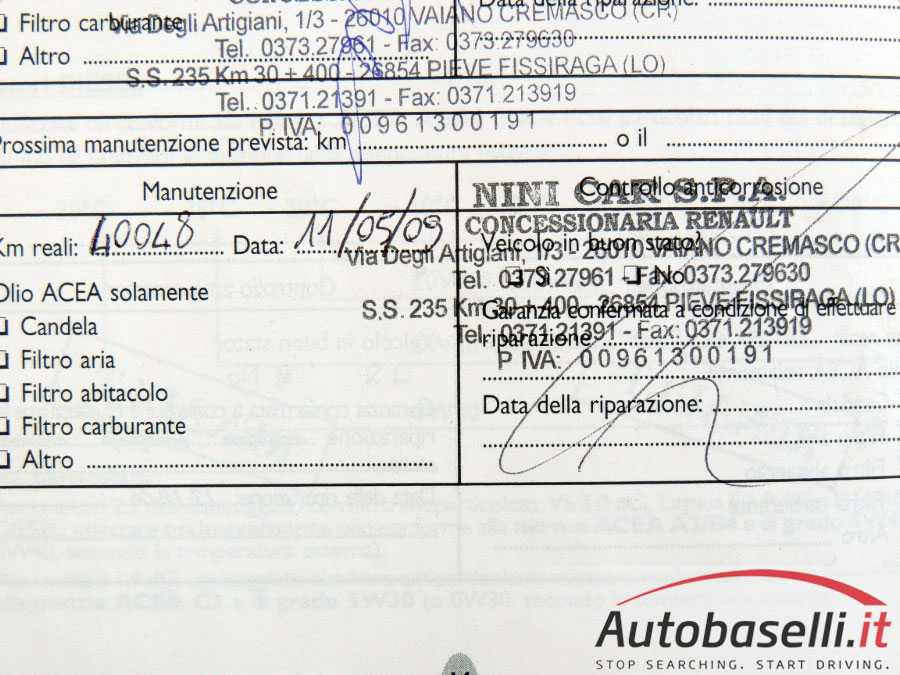 CONCESS
Data della riparazione:
❑ Filtro carburante
Via Degli Artigiani, 1/3 - 26010 VAIANO CREMASCO (CR)
Tel. 0373.27961 - Fax: 0373.279630
❑ Altro
S.S. 235 Km 30 + 400 - 26854 PIEVE FISSIRAGA (LO)
Tel. 0371.21391 - Fax: 0371.213919
P. IVA: 00961300191
Prossima manutenzione prevista: km o il
Manutenzione
Km reali: 40048 Data: 11/05/09
Olio ACEA solamente
❑ Candela
❑ Filtro aria
❑ Filtro abitacolo
❑ Filtro carburante
❑ Altro
Controllo anticorrosione
NINI CAR S.P.A.
CONCESSIONARIA RENAULT
Veicolo in buon stato?
Via Degli Artigiani, 1/3 - 26010 VAIANO CREMASCO (CR
❑ Sì ❑ No
Tel. 0373.27961 - Fax: 0373.279630
S.S. 235 Km 30 + 400 - 26854 PIEVE FISSIRAGA (LO)
Garanzia confermata a condizione di effettuare
Tel. 0371.21391 - Fax: 0371.213919
riparazione:
P. IVA: 00961300191
Data della riparazione:
Autobaselli.it
STOP SEARCHING. START DRIVING.